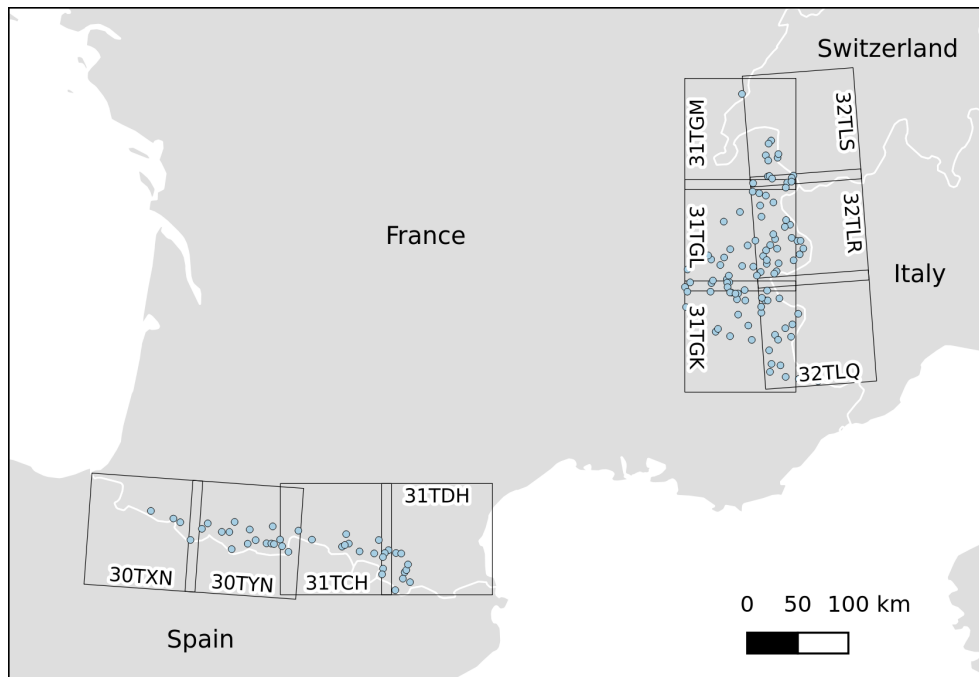 Switzerland
31TGM
32TLS
31TGL
32TLR
France
Italy
31TGK
32TLQ
31TDH
30TXN
30TYN
31TCH
0 50 100 km
Spain